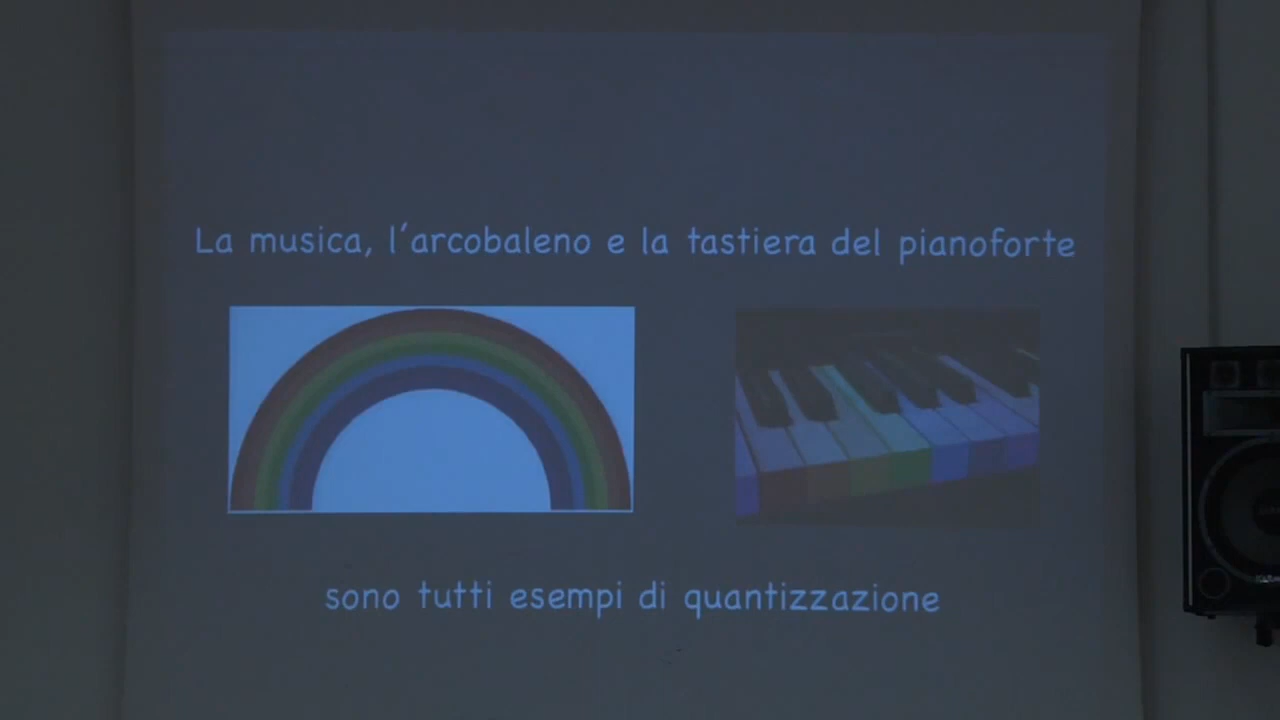 La musica, l'arcobaleno e la tastiera del pianoforte
sono tutti esempi di quantizzazione